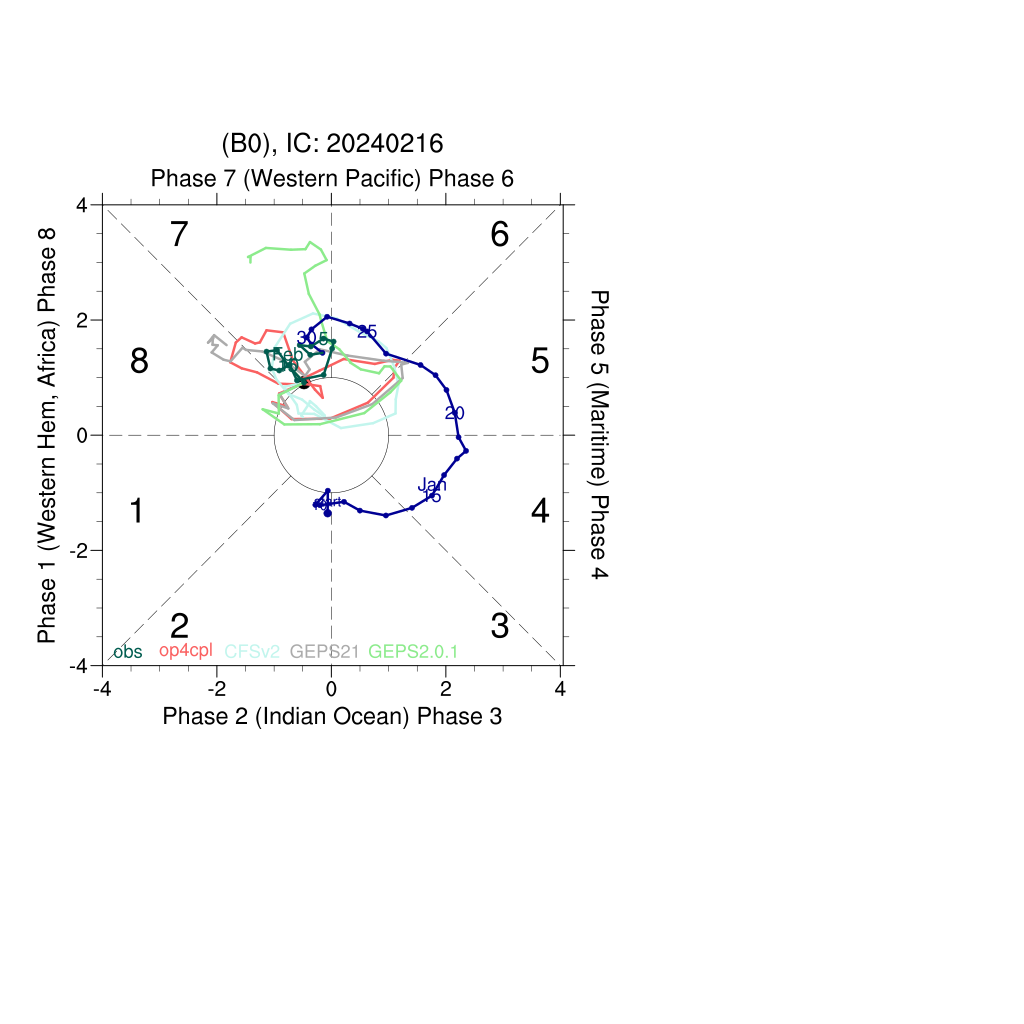 (B0), IC: 20240216
Phase 7 (Western Pacific) Phase 6
Phase 1 (Western Hem, Africa) Phase 8
Phase 5 (Maritime) Phase 4
4
2
0
-2
-4
7
6
8
5
1
4
2
3
30
5
25
Feb
20
Jan
15
obs op4cpl CFSv2 GEPS21 GEPS2.0.1
-4 -2 0 2 4
Phase 2 (Indian Ocean) Phase 3